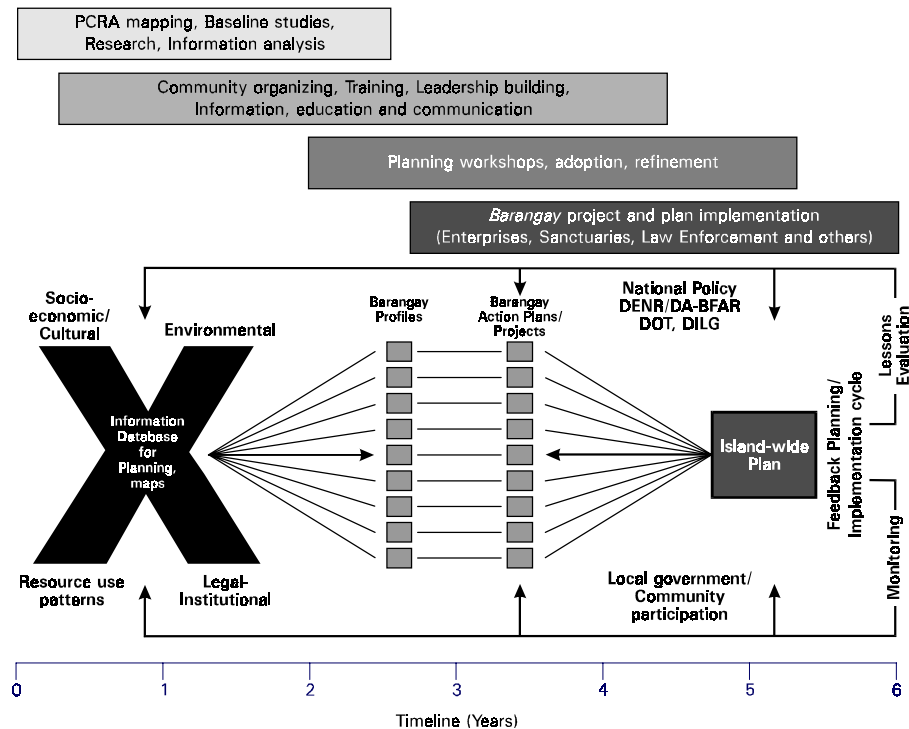 PCRA mapping, Baseline studies,
Research, Information analysis
Community organizing, Training, Leadership building,
Information, education and communication
Planning workshops, adoption, refinement
Barangay project and plan implementation
(Enterprises, Sanctuaries, Law Enforcement and others)
Socio-
economic/
Cultural
Environmental
Barangay
Profiles
Barangay
Action Plans/
Projects
National Policy
DENR/DA-BFAR
DOT, DILG
Lessons
Evaluation
Information
Database
for
Planning,
maps
Island-wide
Plan
Feedback Planning/
Implementation cycle
Monitoring
Resource use
patterns
Legal-
Institutional
Local government/
Community
participation
0 1 2 3 4 5 6
Timeline (Years)